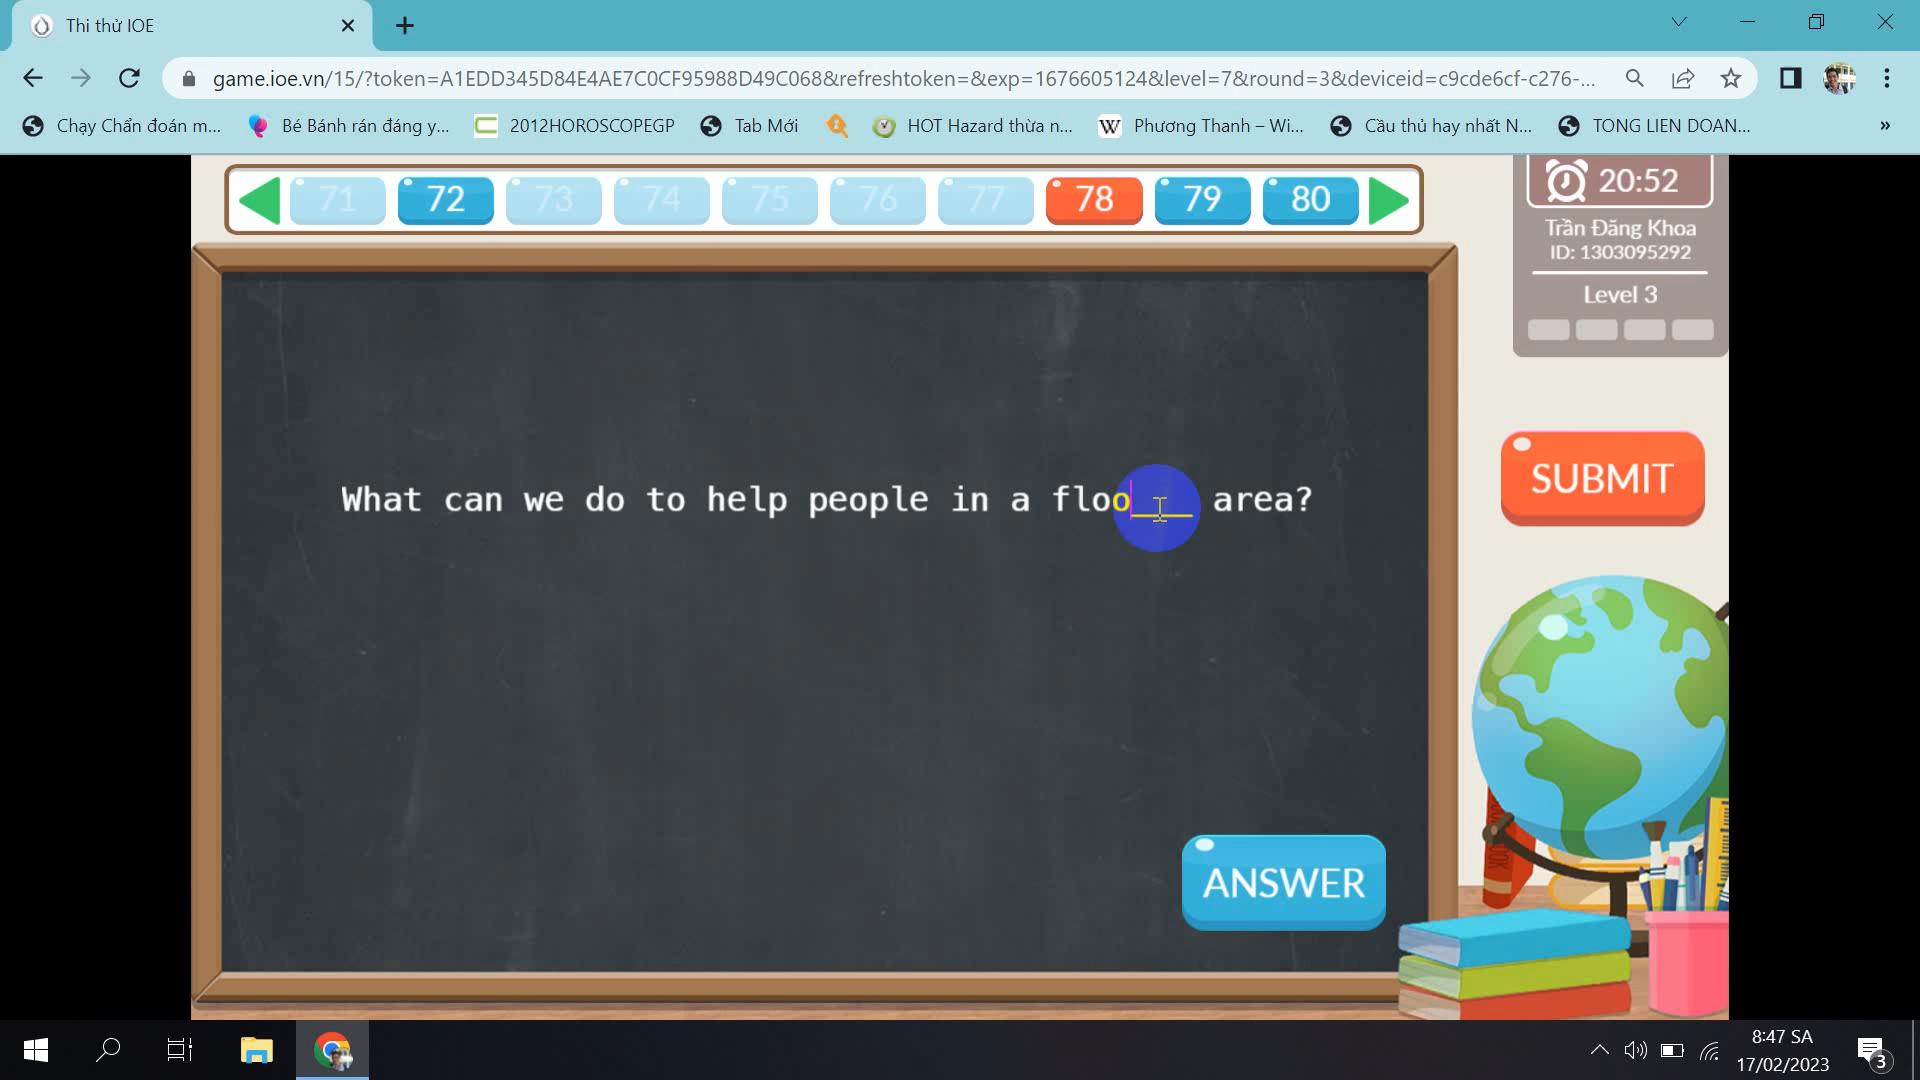 Thi thử IOE
game.ioe.vn/15/?token=A1EDD345D84E4AE7C0CF95988D49C068&refreshtoken=&exp=1676605124&level=7&round=3&deviceid=c9cde6cf-c276-...
Chạy Chẩn đoán m... Bé Bánh rán đáng y... 2012HOROSCOPEGP Tab Mới HOT Hazard thừa n... W Phương Thanh – Wi... Cầu thủ hay nhất N... TONG LIEN DOAN... »
71 72 73 74 75 76 77 78 79 80
20:52
Trần Đăng Khoa
ID: 1303095292
Level 3
What can we do to help people in a floo___ area?
SUBMIT
ANSWER
8:47 SA
17/02/2023
3